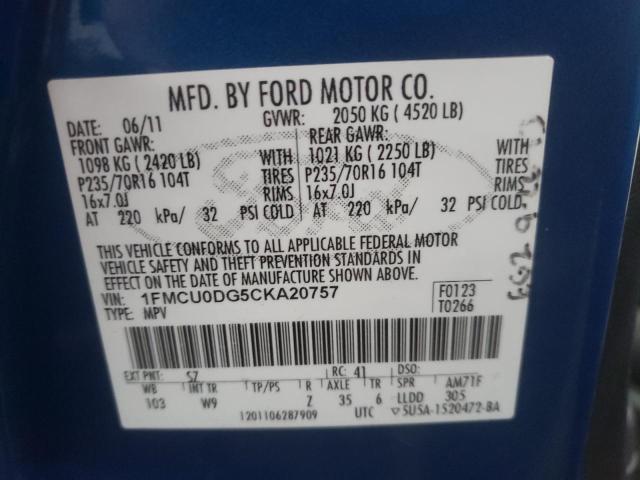 MFD. BY FORD MOTOR CO.
DATE: 06/11 GVWR: 2050 KG ( 4520 LB)
FRONT GAWR: REAR GAWR:
1098 KG ( 2420 LB) WITH 1021 KG ( 2250 LB) WITH
P235/70R16 104T TIRES P235/70R16 104T TIRES
16x7.0J RIMS 16x7.0J RIMS
AT 220 kPa/ 32 PSI COLD AT 220 kPa/ 32 PSI COLD
THIS VEHICLE CONFORMS TO ALL APPLICABLE FEDERAL MOTOR
VEHICLE SAFETY AND THEFT PREVENTION STANDARDS IN
EFFECT ON THE DATE OF MANUFACTURE SHOWN ABOVE.
VIN: 1FMCU0DG5CKA20757 F0123
TYPE: MPV T0266
EXT PNT: SZ RC: 41 DSO:
WB INT TR TP/PS R AXLE TR SPR AM71F
103 W9 Z 35 6 LLDD 305
1201106287909 UTC ▽5USA-1520472-BA